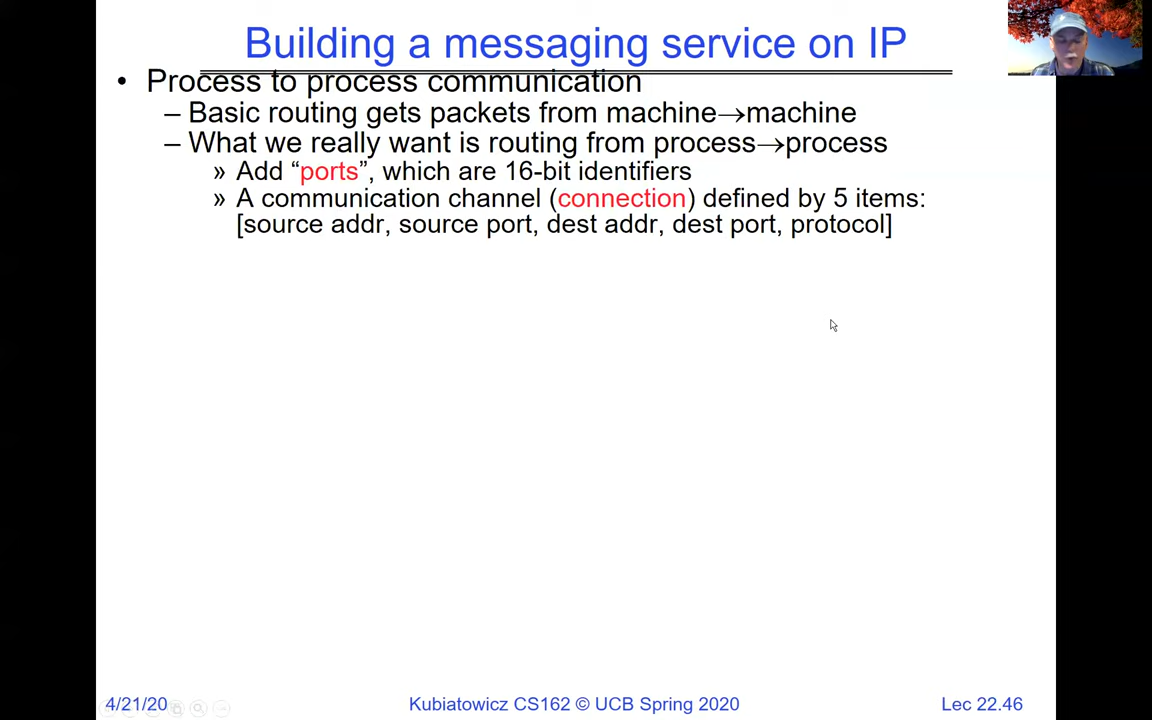 Building a messaging service on IP
• Process to process communication
– Basic routing gets packets from machine→machine
– What we really want is routing from process→process
» Add “ports”, which are 16-bit identifiers
» A communication channel (connection) defined by 5 items:
[source addr, source port, dest addr, dest port, protocol]
4/21/20
Kubiatowicz CS162 © UCB Spring 2020
Lec 22.46